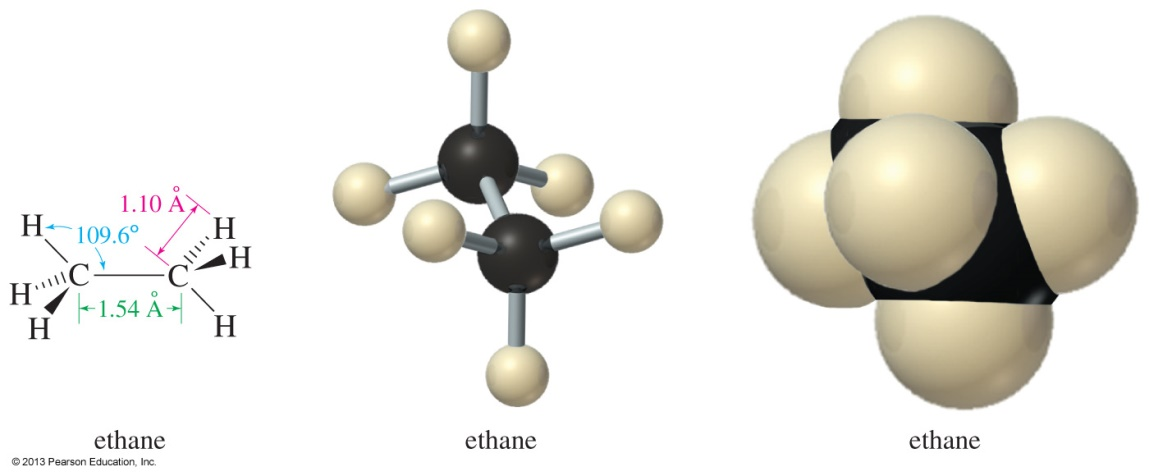 1.10 Å
H
H
109.6°
H
C
C
H
1.54 Å
H
H
ethane
ethane
ethane
© 2013 Pearson Education, Inc.